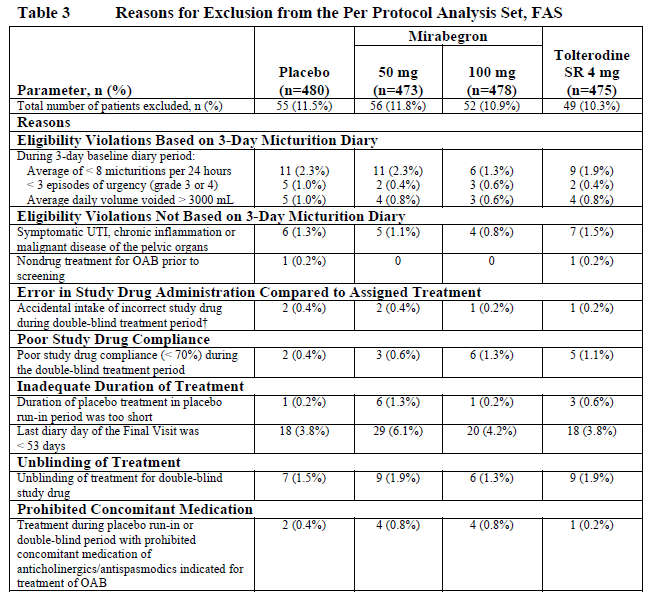 Table 3 Reasons for Exclusion from the Per Protocol Analysis Set, FAS
Mirabegron
Parameter, n (%) Placebo (n=480) 50 mg (n=473) 100 mg (n=478) Tolterodine SR 4 mg (n=475)
Total number of patients excluded, n (%) 55 (11.5%) 56 (11.8%) 52 (10.9%) 49 (10.3%)
Reasons
Eligibility Violations Based on 3-Day Micturition Diary
During 3-day baseline diary period:
Average of < 8 micturitions per 24 hours 11 (2.3%) 11 (2.3%) 6 (1.3%) 9 (1.9%)
< 3 episodes of urgency (grade 3 or 4) 5 (1.0%) 2 (0.4%) 3 (0.6%) 2 (0.4%)
Average daily volume voided > 3000 mL 5 (1.0%) 4 (0.8%) 3 (0.6%) 4 (0.8%)
Eligibility Violations Not Based on 3-Day Micturition Diary
Symptomatic UTI, chronic inflammation or 6 (1.3%) 5 (1.1%) 4 (0.8%) 7 (1.5%)
malignant disease of the pelvic organs
Nondrug treatment for OAB prior to 1 (0.2%) 0 0 1 (0.2%)
screening
Error in Study Drug Administration Compared to Assigned Treatment
Accidental intake of incorrect study drug 2 (0.4%) 2 (0.4%) 1 (0.2%) 1 (0.2%)
during double-blind treatment period†
Poor Study Drug Compliance
Poor study drug compliance (< 70%) during 2 (0.4%) 3 (0.6%) 6 (1.3%) 5 (1.1%)
the double-blind treatment period
Inadequate Duration of Treatment
Duration of placebo treatment in placebo 1 (0.2%) 6 (1.3%) 1 (0.2%) 3 (0.6%)
run-in period was too short
Last diary day of the Final Visit was 18 (3.8%) 29 (6.1%) 20 (4.2%) 18 (3.8%)
< 53 days
Unblinding of Treatment
Unblinding of treatment for double-blind 7 (1.5%) 9 (1.9%) 6 (1.3%) 9 (1.9%)
study drug
Prohibited Concomitant Medication
Treatment during placebo run-in or 2 (0.4%) 4 (0.8%) 4 (0.8%) 1 (0.2%)
double-blind period with prohibited
concomitant medication of
anticholinergics/antispasmodics indicated for
treatment of OAB